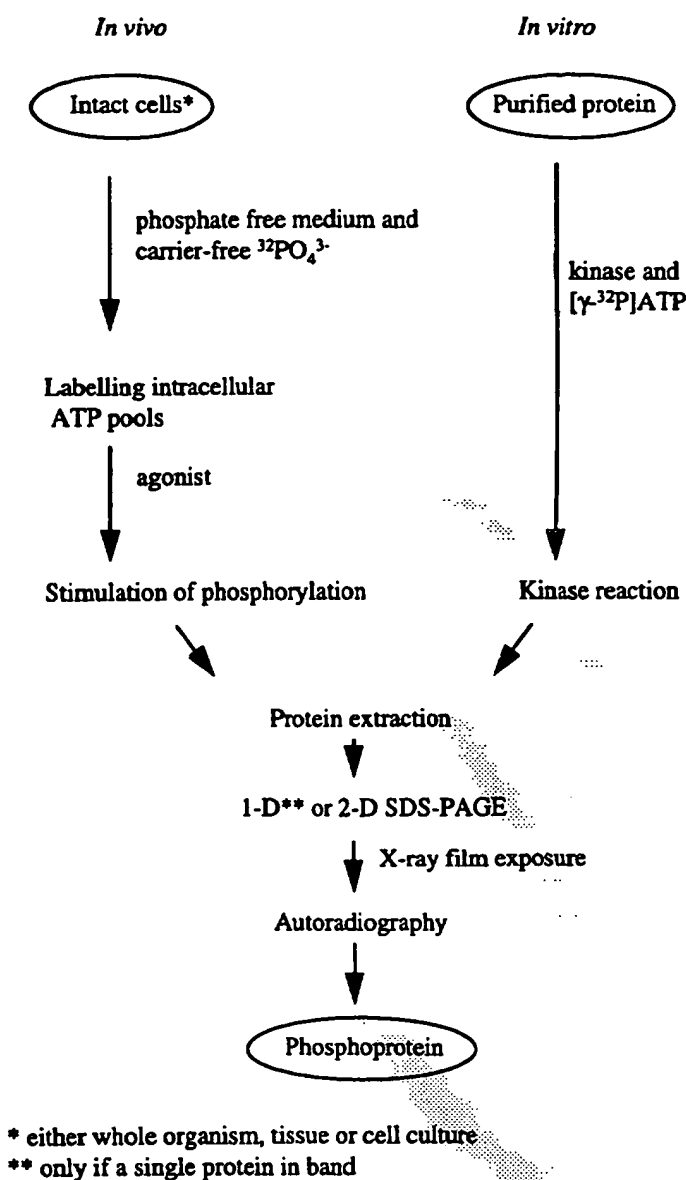 In vivo
In vitro
Intact cells*
Purified protein
phosphate free medium and
carrier-free ³²PO₄³⁻
kinase and
[γ-³²P]ATP
Labelling intracellular
ATP pools
agonist
Stimulation of phosphorylation
Kinase reaction
Protein extraction
1-D** or 2-D SDS-PAGE
X-ray film exposure
Autoradiography
Phosphoprotein
* either whole organism, tissue or cell culture
** only if a single protein in band